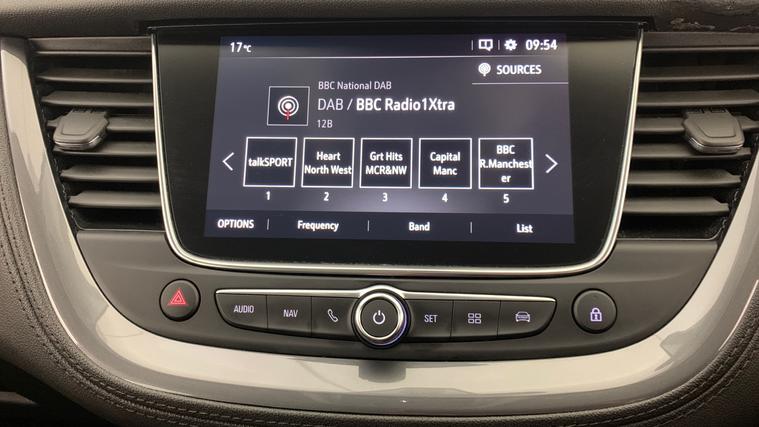 17°C
09:54
SOURCES
BBC National DAB
DAB / BBC Radio1Xtra
12B
talkSPORT
Heart
North West
Grt Hits
MCR&NW
Capital
Manc
BBC
R.Manchest
er
1 2 3 4 5
OPTIONS Frequency Band List
AUDIO NAV SET